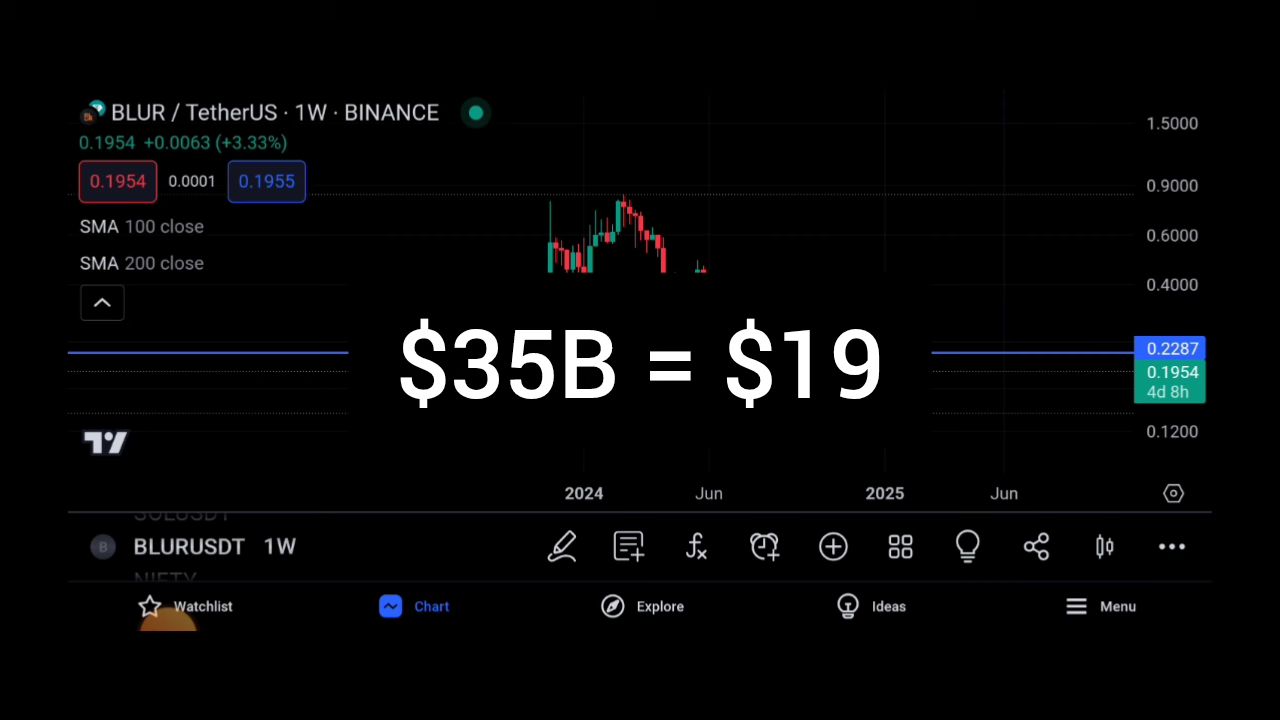 BLUR / TetherUS · 1W · BINANCE
0.1954 +0.0063 (+3.33%)
0.1954 0.0001 0.1955
SMA 100 close
SMA 200 close
1.5000
0.9000
0.6000
0.4000
$35B = $19
0.2287
0.1954
4d 8h
0.1200
2024 Jun 2025 Jun
SOLUSDT
B BLURUSDT 1W
NIFTY
Watchlist Chart Explore Ideas Menu